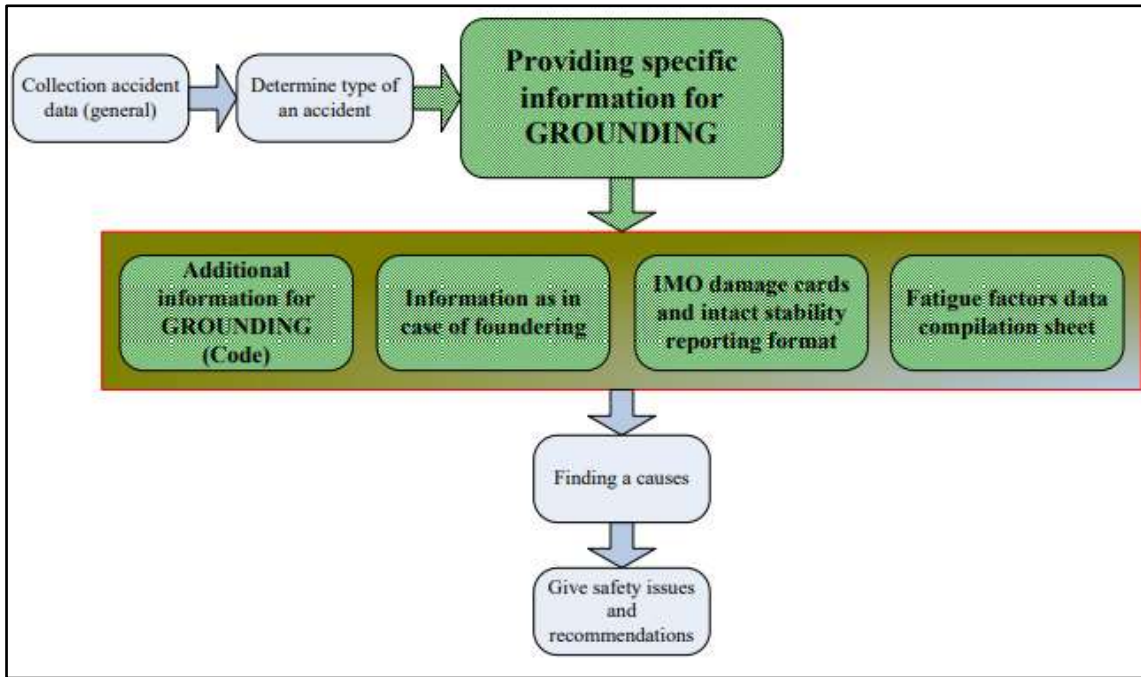 Collection accident
data (general)
Determine type of
an accident
Providing specific
information for
GROUNDING
Additional
information for
GROUNDING
(Code)
Information as in
case of foundering
IMO damage cards
and intact stability
reporting format
Fatigue factors data
compilation sheet
Finding a causes
Give safety issues
and
recommendations